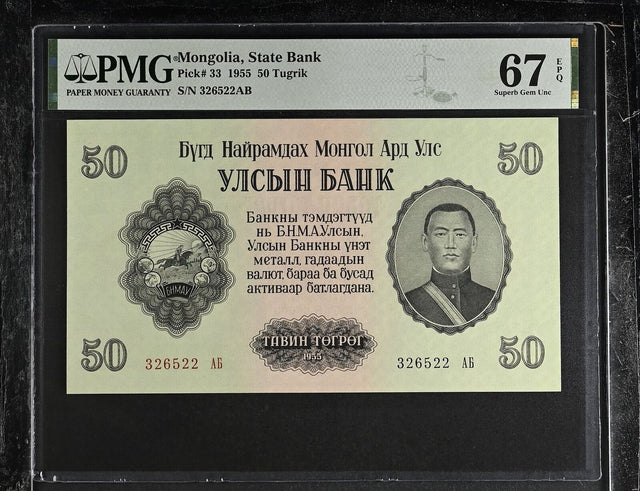 PMG® Mongolia, State Bank
Pick# 33 1955 50 Tugrik
PAPER MONEY GUARANTY S/N 326522AB
67 EPQ
Superb Gem Unc
50 Бүгд Найрамдах Монгол Ард Улс 50
УЛСЫН БАНК
Банкны тэмдэгтүүд
нь Б.Н.М.А.Улсын,
Улсын Банкны үнэт
металл, гадаадын
валют, бараа ба бусад
активаар батлагдана.
БНМАУ
ТАВИН ТӨГРӨГ
1955
50 326522 АБ 326522 АБ 50